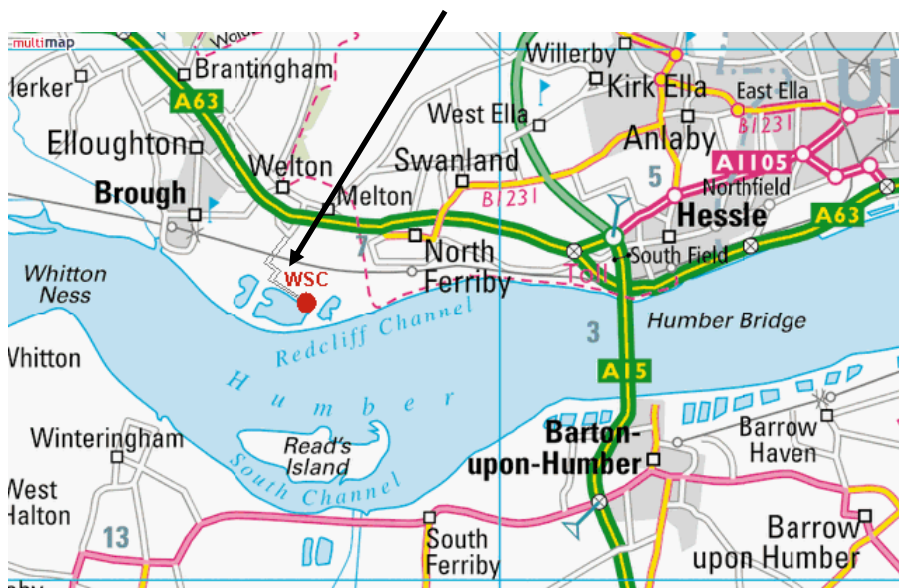 multimap
Willerby
Brantingham
lerker
Kirk Ella
East Ella
A63
West Ella
B1231
Elloughton
Anlaby
Welton
Swanland
A1105
5
Northfield
Brough
Melton
B1231
Hessle
A63
7
North
Ferriby
South Field
Toll
Whitton
Ness
WSC
Redcliff Channel
Humber Bridge
3
Whitton
A15
Humber
Winteringham
Read's
Island
Barton-
upon-Humber
Barrow
Haven
South Channel
West
Halton
13
South
Ferriby
Barrow
upon Humber